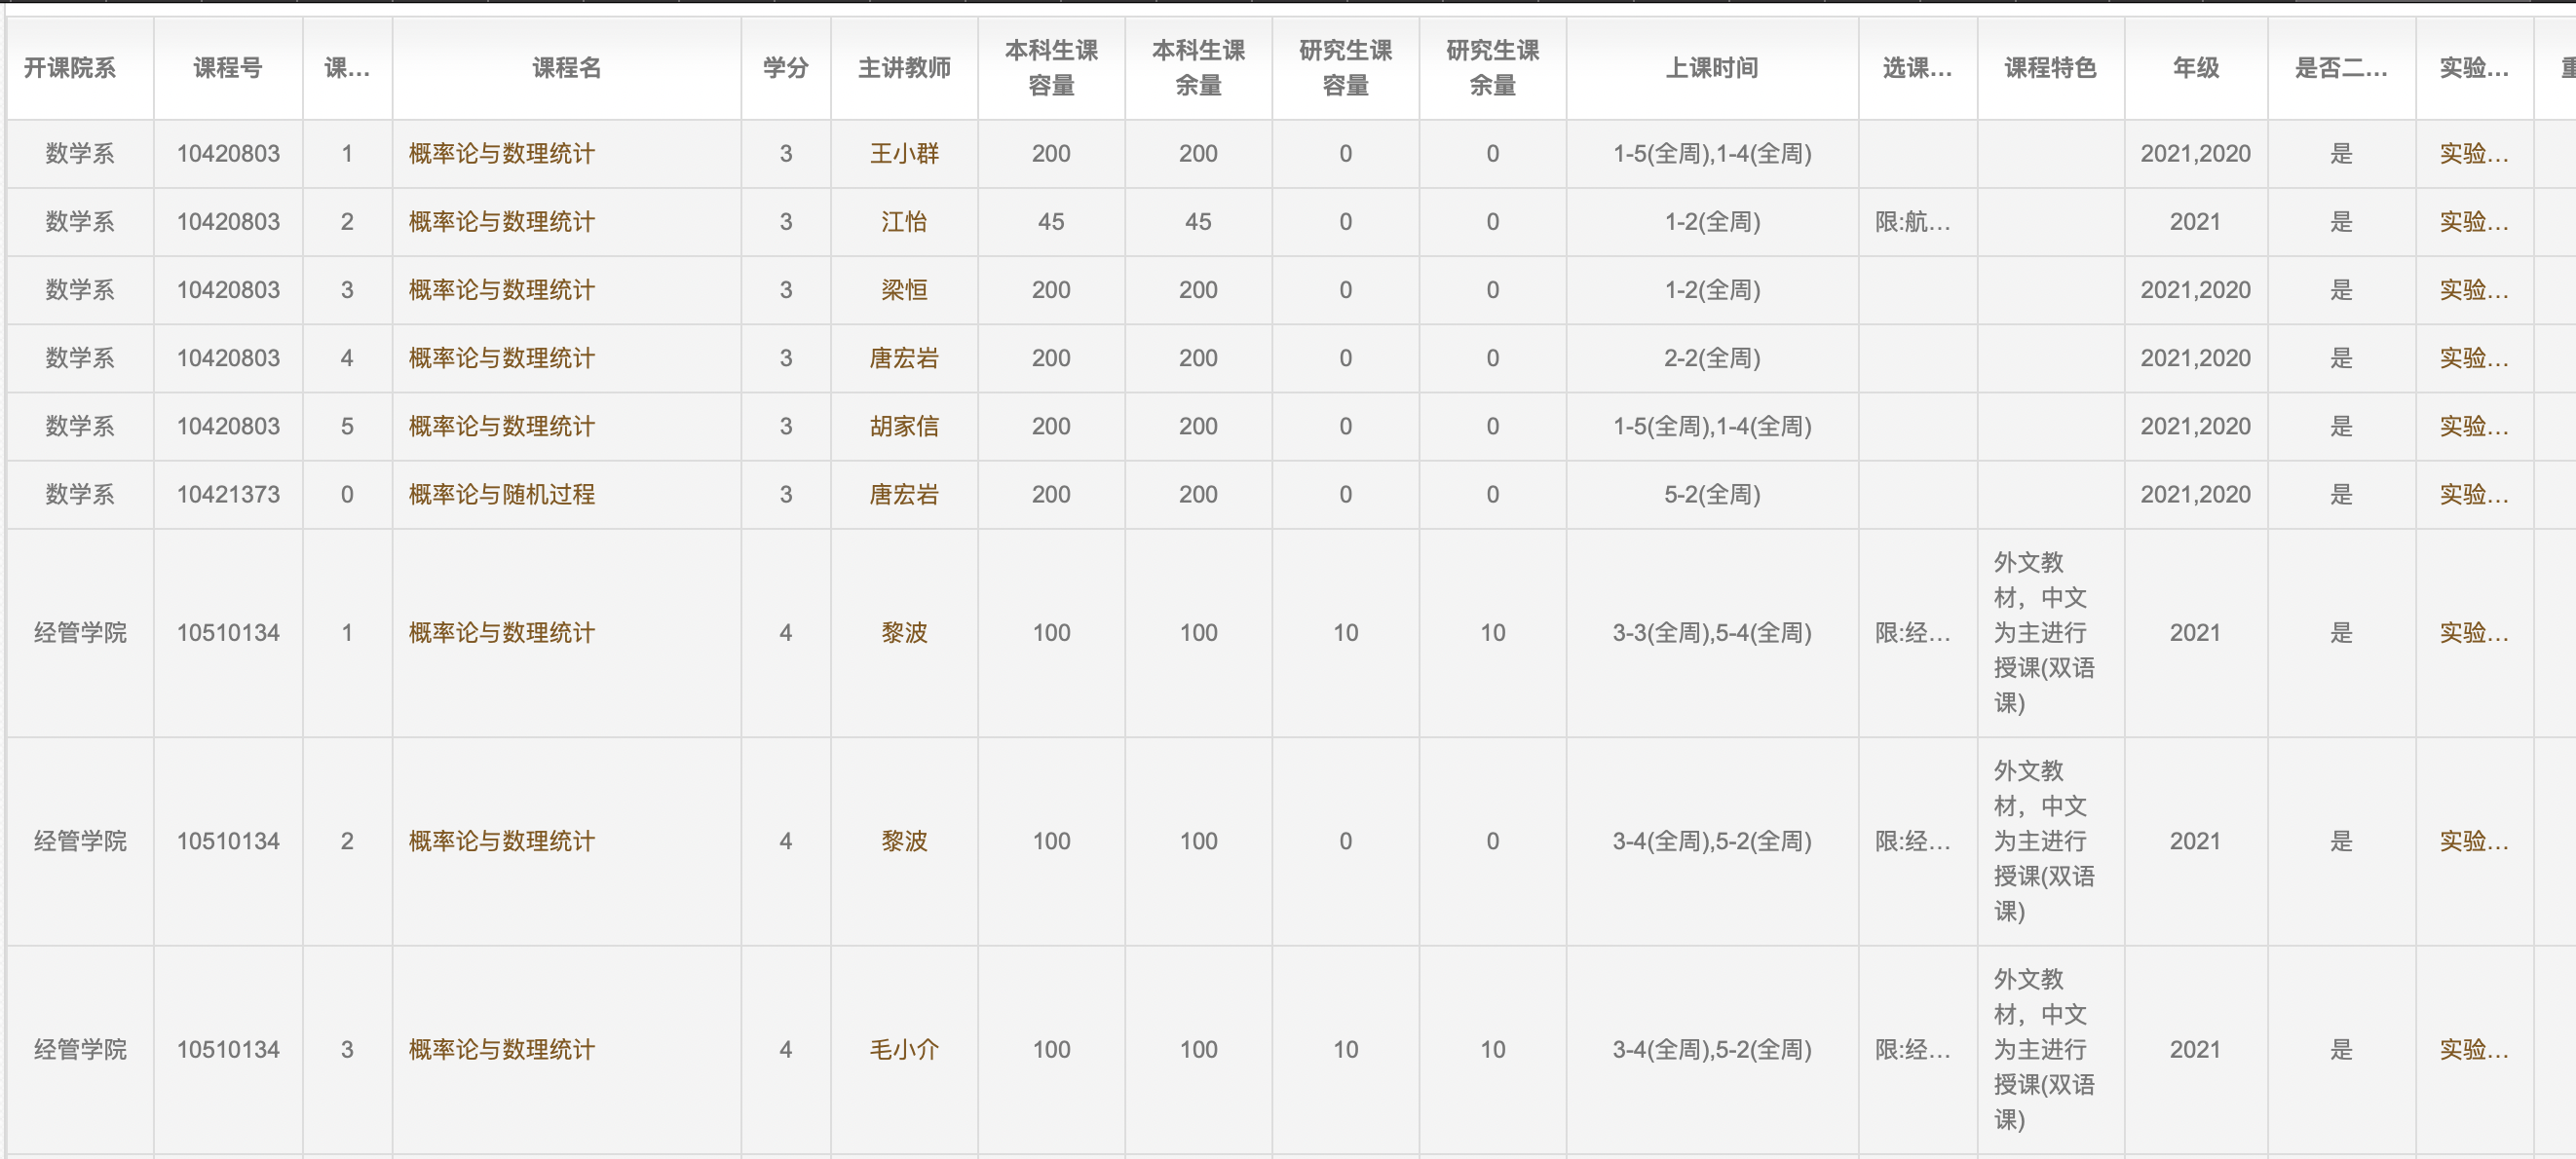 开课院系 课程号 课... 课程名 学分 主讲教师 本科生课容量 本科生课余量 研究生课容量 研究生课余量 上课时间 选课... 课程特色 年级 是否二... 实验...
数学系 10420803 1 概率论与数理统计 3 王小群 200 200 0 0 1-5(全周),1-4(全周) 2021,2020 是 实验...
数学系 10420803 2 概率论与数理统计 3 江怡 45 45 0 0 1-2(全周) 限:航... 2021 是 实验...
数学系 10420803 3 概率论与数理统计 3 梁恒 200 200 0 0 1-2(全周) 2021,2020 是 实验...
数学系 10420803 4 概率论与数理统计 3 唐宏岩 200 200 0 0 2-2(全周) 2021,2020 是 实验...
数学系 10420803 5 概率论与数理统计 3 胡家信 200 200 0 0 1-5(全周),1-4(全周) 2021,2020 是 实验...
数学系 10421373 0 概率论与随机过程 3 唐宏岩 200 200 0 0 5-2(全周) 2021,2020 是 实验...
经管学院 10510134 1 概率论与数理统计 4 黎波 100 100 10 10 3-3(全周),5-4(全周) 限:经... 外文教材，中文为主进行授课(双语课) 2021 是 实验...
经管学院 10510134 2 概率论与数理统计 4 黎波 100 100 0 0 3-4(全周),5-2(全周) 限:经... 外文教材，中文为主进行授课(双语课) 2021 是 实验...
经管学院 10510134 3 概率论与数理统计 4 毛小介 100 100 10 10 3-4(全周),5-2(全周) 限:经... 外文教材，中文为主进行授课(双语课) 2021 是 实验...